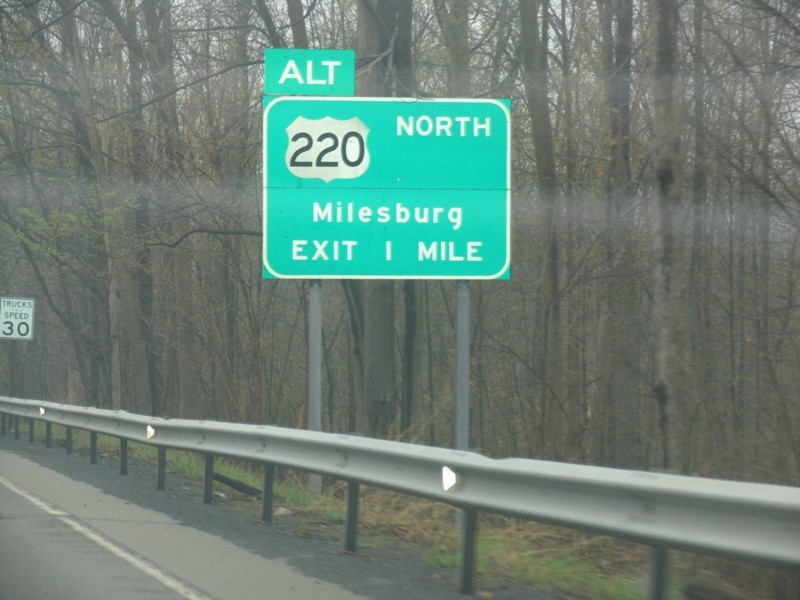 ALT
220 NORTH
Milesburg
EXIT 1 MILE
TRUCKS
SPEED
30